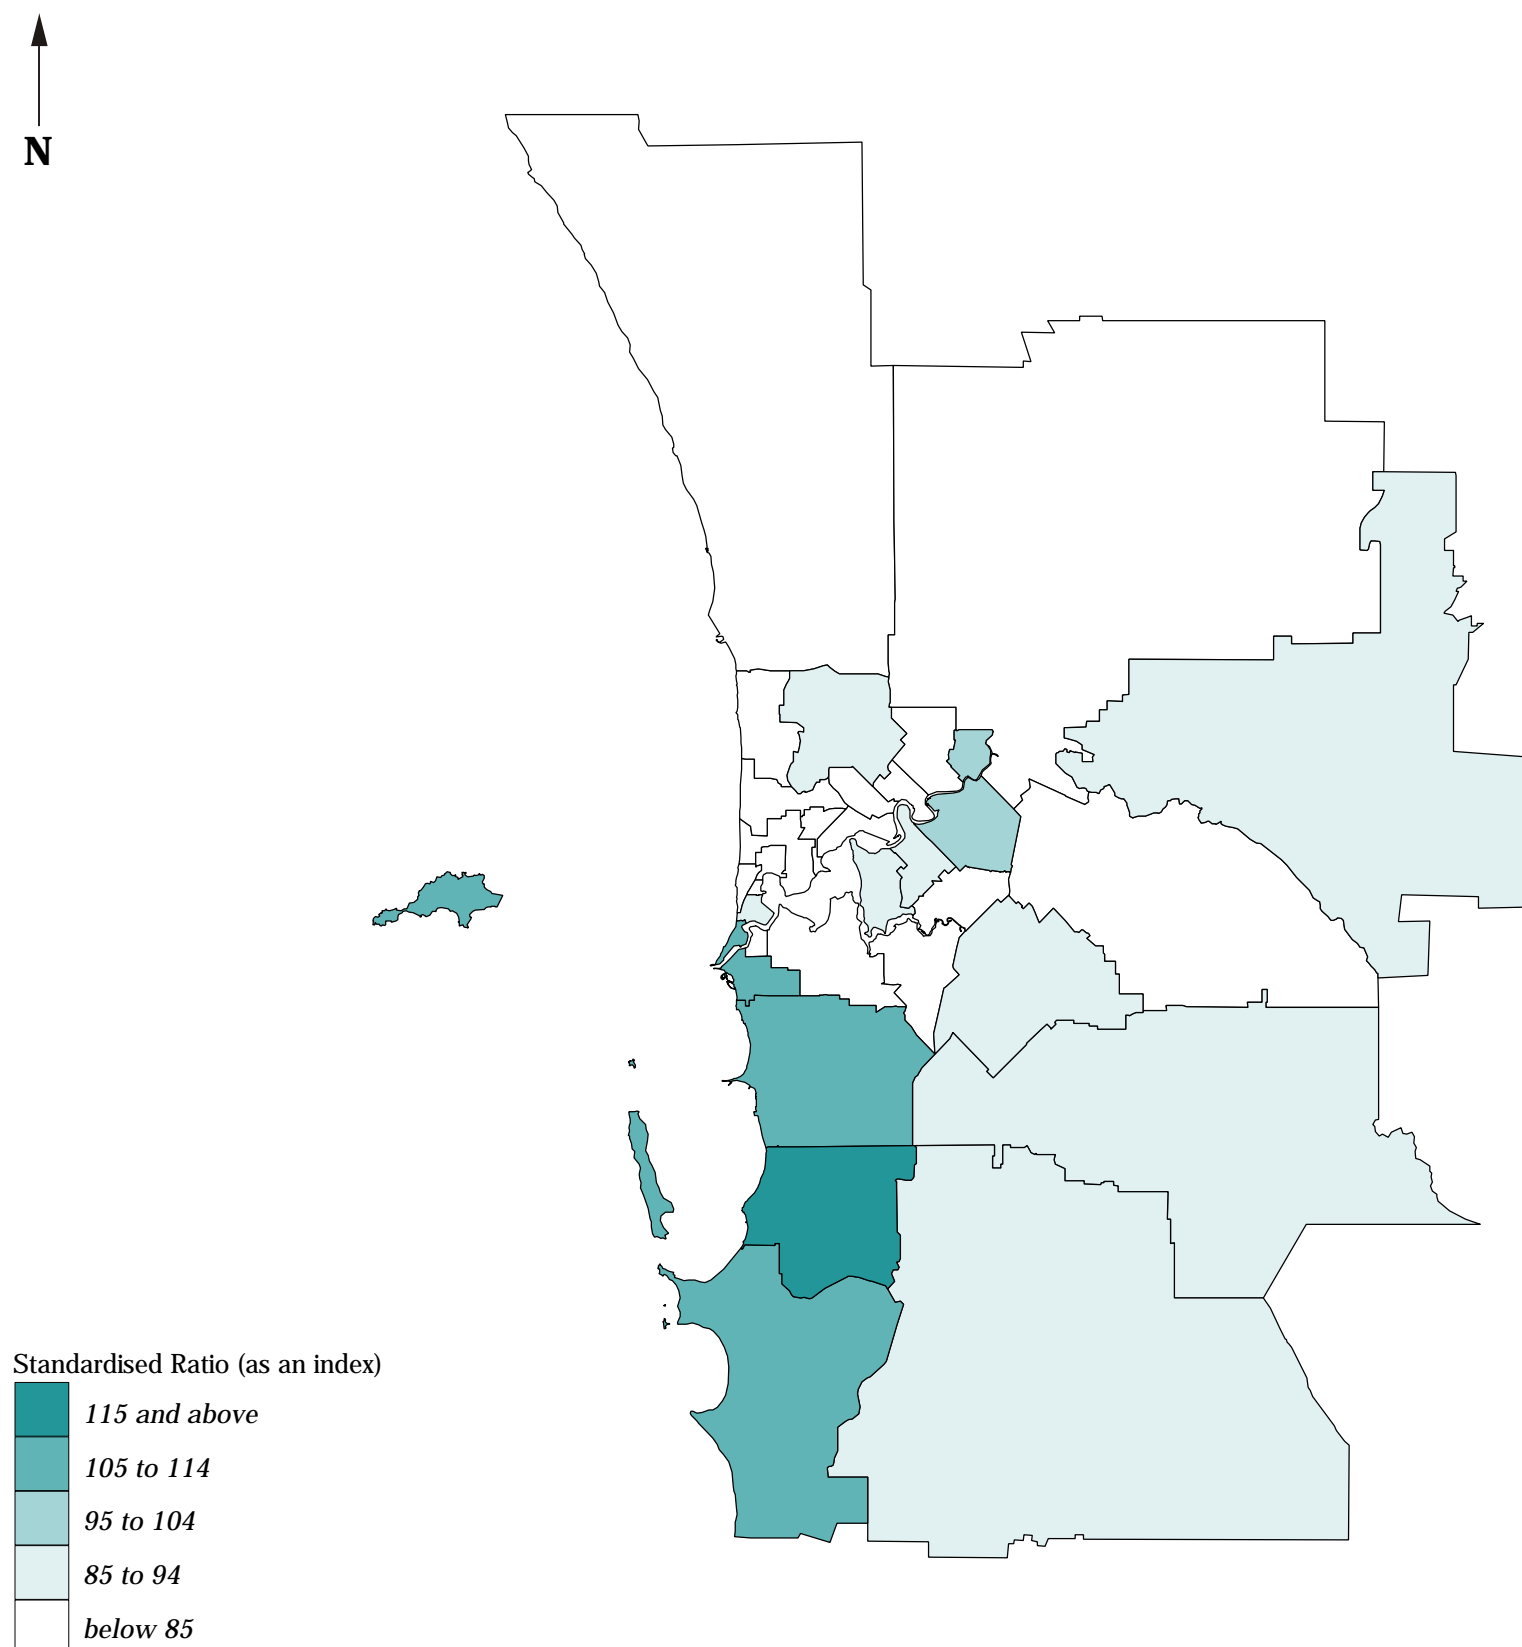 N
Standardised Ratio (as an index)
115 and above
105 to 114
95 to 104
85 to 94
below 85